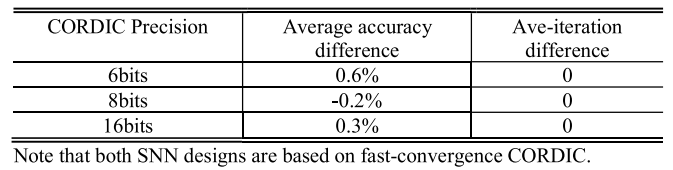 CORDIC Precision Average accuracy difference Ave-iteration difference
6bits 0.6% 0
8bits -0.2% 0
16bits 0.3% 0
Note that both SNN designs are based on fast-convergence CORDIC.